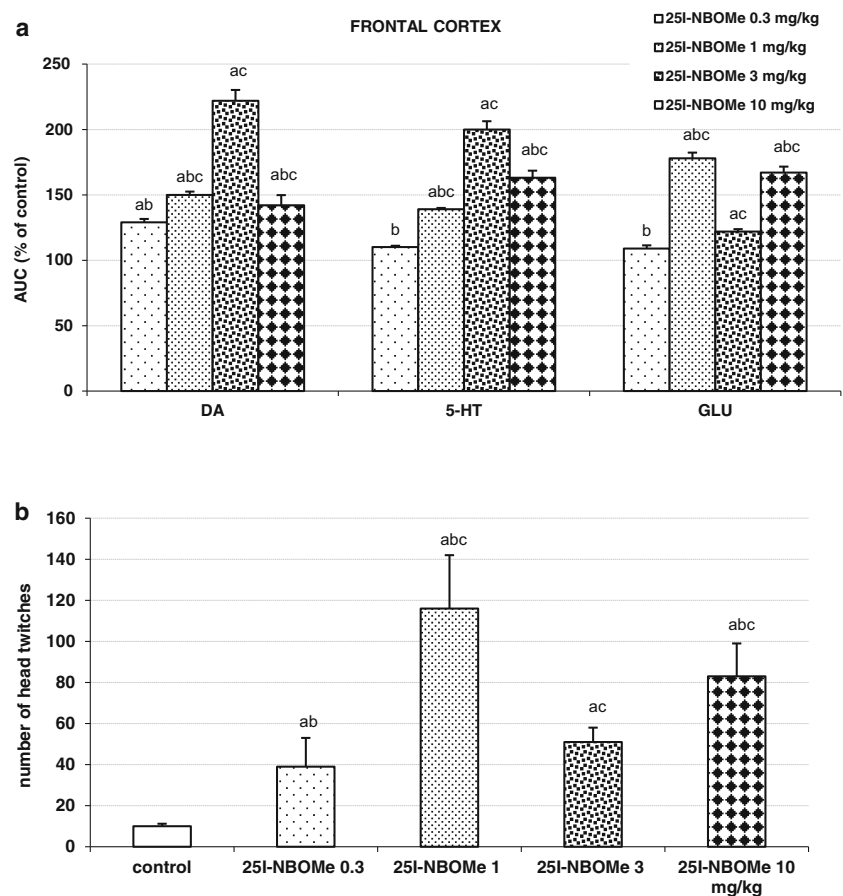 a
FRONTAL CORTEX
25I-NBOMe 0.3 mg/kg
25I-NBOMe 1 mg/kg
25I-NBOMe 3 mg/kg
25I-NBOMe 10 mg/kg
AUC (% of control)
250
200
150
100
50
0
ab
abc
ac
abc
b
abc
ac
abc
b
abc
ac
abc
DA
5-HT
GLU
b
number of head twitches
160
140
120
100
80
60
40
20
0
ab
abc
ac
abc
control
25I-NBOMe 0.3
25I-NBOMe 1
25I-NBOMe 3
25I-NBOMe 10
mg/kg